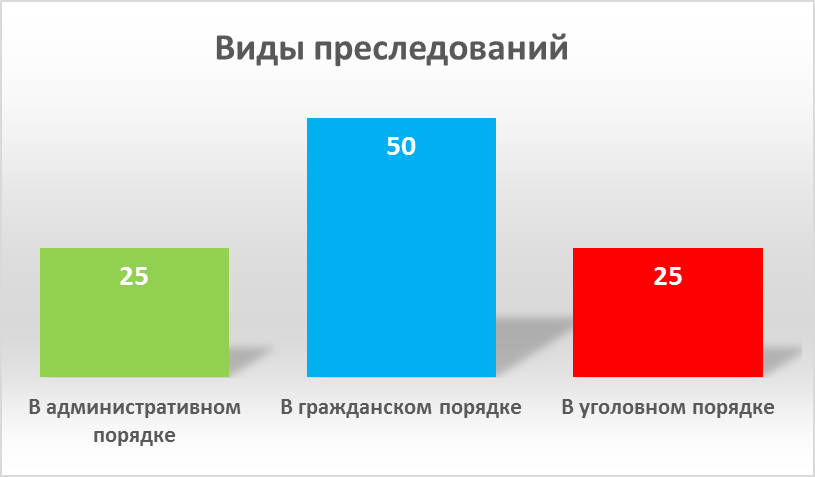 Виды преследований
50
25
25
В административном
порядке
В гражданском порядке
В уголовном порядке